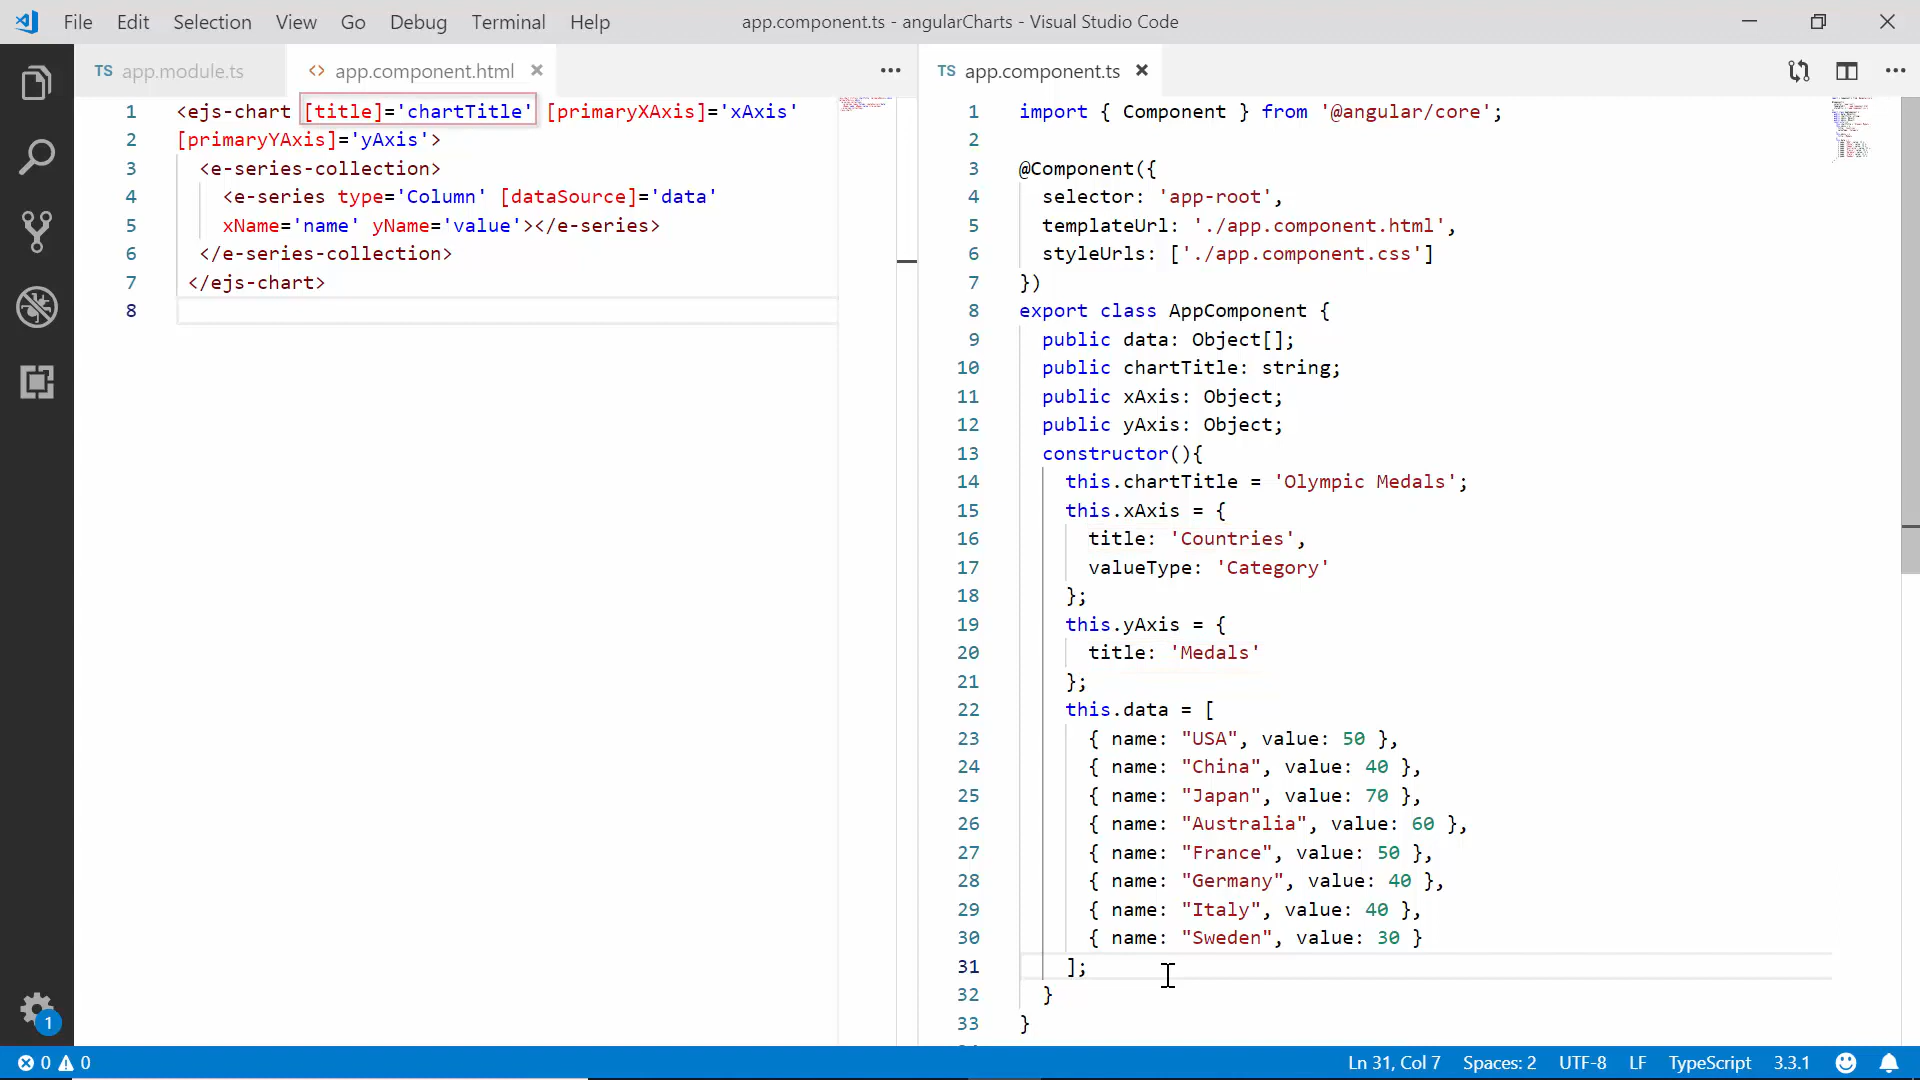 File Edit Selection View Go Debug Terminal Help
app.component.ts - angularCharts - Visual Studio Code
TS app.module.ts
<> app.component.html
1 <ejs-chart [title]='chartTitle' [primaryXAxis]='xAxis'
2 [primaryYAxis]='yAxis'>
3 <e-series-collection>
4 <e-series type='Column' [dataSource]='data'
5 xName='name' yName='value'></e-series>
6 </e-series-collection>
7 </ejs-chart>
8
TS app.component.ts
1 import { Component } from '@angular/core';
2
3 @Component({
4 selector: 'app-root',
5 templateUrl: './app.component.html',
6 styleUrls: ['./app.component.css']
7 })
8 export class AppComponent {
9 public data: Object[];
10 public chartTitle: string;
11 public xAxis: Object;
12 public yAxis: Object;
13 constructor(){
14 this.chartTitle = 'Olympic Medals';
15 this.xAxis = {
16 title: 'Countries',
17 valueType: 'Category'
18 };
19 this.yAxis = {
20 title: 'Medals'
21 };
22 this.data = [
23 { name: "USA", value: 50 },
24 { name: "China", value: 40 },
25 { name: "Japan", value: 70 },
26 { name: "Australia", value: 60 },
27 { name: "France", value: 50 },
28 { name: "Germany", value: 40 },
29 { name: "Italy", value: 40 },
30 { name: "Sweden", value: 30 }
31 ];
32 }
33 }
1
0 0
Ln 31, Col 7 Spaces: 2 UTF-8 LF TypeScript 3.3.1